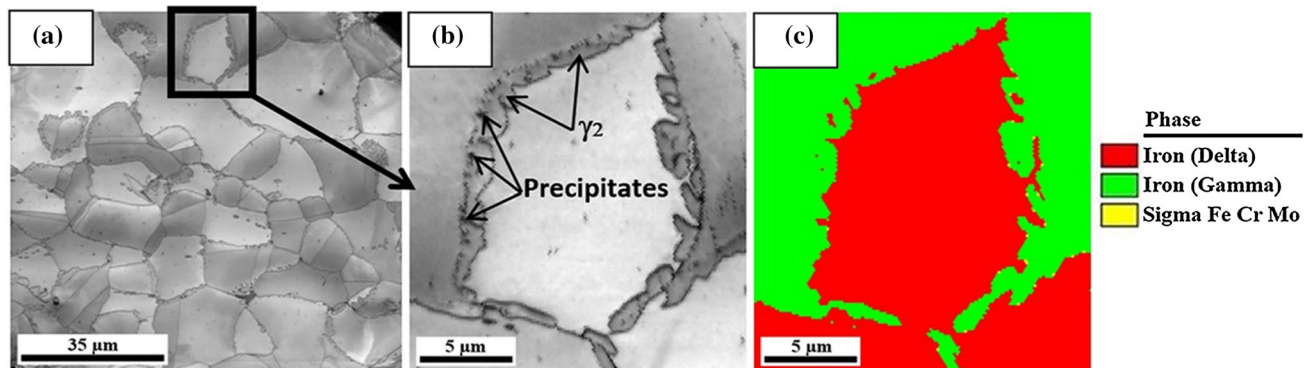 (a)
(b)
(c)
γ2
Precipitates
35 μm
5 μm
5 μm
Phase
Iron (Delta)
Iron (Gamma)
Sigma Fe Cr Mo